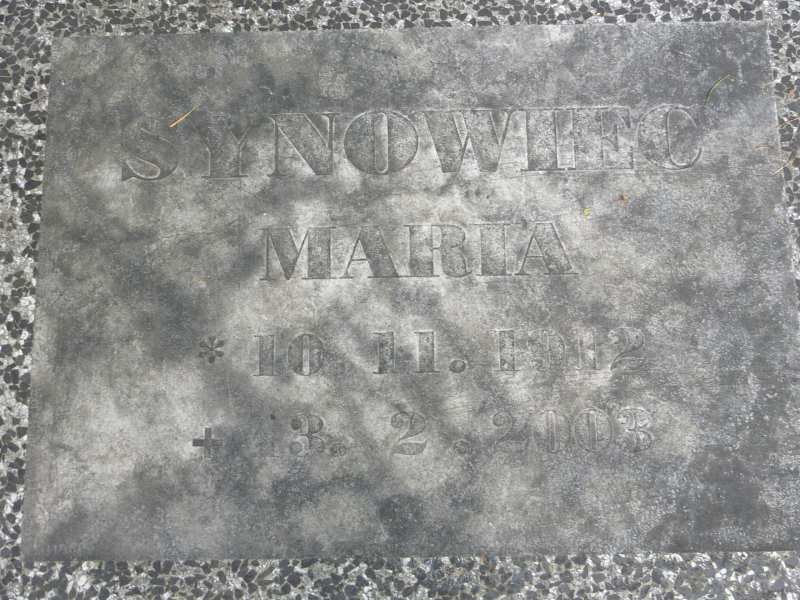 SYNOWIEC
MARIA
* 10.11.1912
+ 13.2.2003